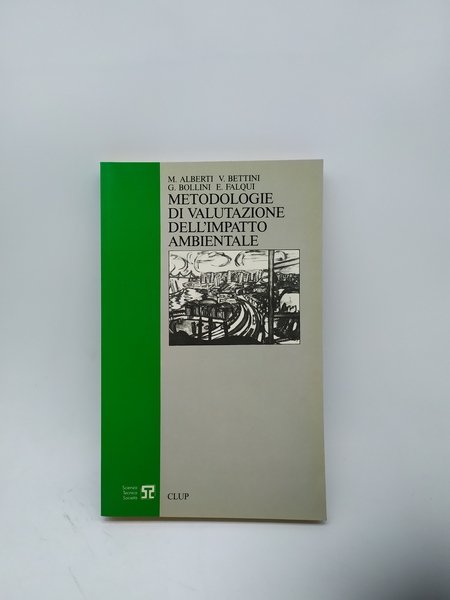 M. ALBERTI V. BETTINI
G. BOLLINI E. FALQUI
METODOLOGIE
DI VALUTAZIONE
DELL'IMPATTO
AMBIENTALE
Scienza
Tecnica
Società
CLUP